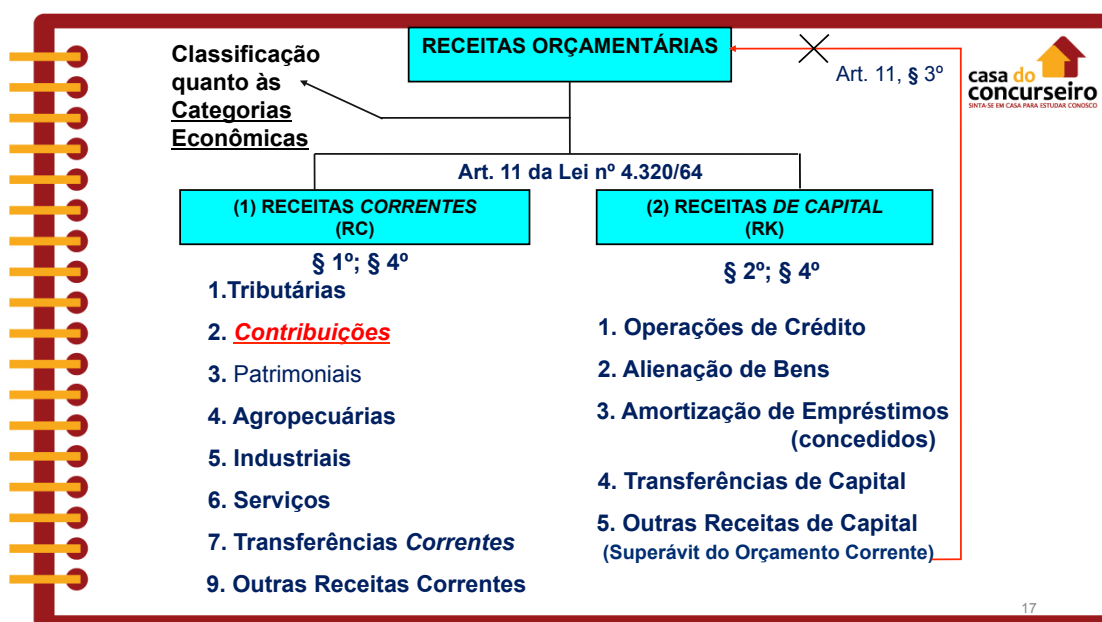 Classificação
quanto às
Categorias
Econômicas
RECEITAS ORÇAMENTÁRIAS
Art. 11, § 3º
casa do
concurseiro
SINTA-SE EM CASA PARA ESTUDAR CONOSCO
Art. 11 da Lei nº 4.320/64
(1) RECEITAS CORRENTES
(RC)
§ 1º; § 4º
1.Tributárias
2. Contribuições
3. Patrimoniais
4. Agropecuárias
5. Industriais
6. Serviços
7. Transferências Correntes
9. Outras Receitas Correntes
(2) RECEITAS DE CAPITAL
(RK)
§ 2º; § 4º
1. Operações de Crédito
2. Alienação de Bens
3. Amortização de Empréstimos
(concedidos)
4. Transferências de Capital
5. Outras Receitas de Capital
(Superávit do Orçamento Corrente)
17